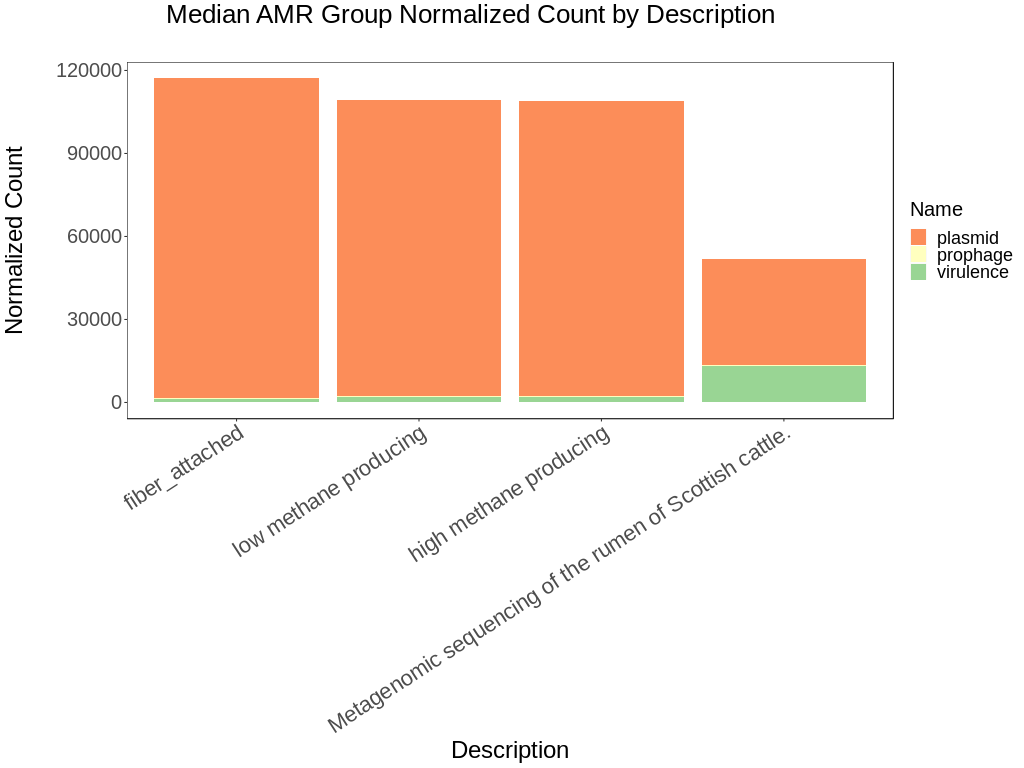 Median AMR Group Normalized Count by Description
Normalized Count
120000
90000
60000
30000
0
fiber_attached
low methane producing
high methane producing
Metagenomic sequencing of the rumen of Scottish cattle.
Description
Name
plasmid
prophage
virulence